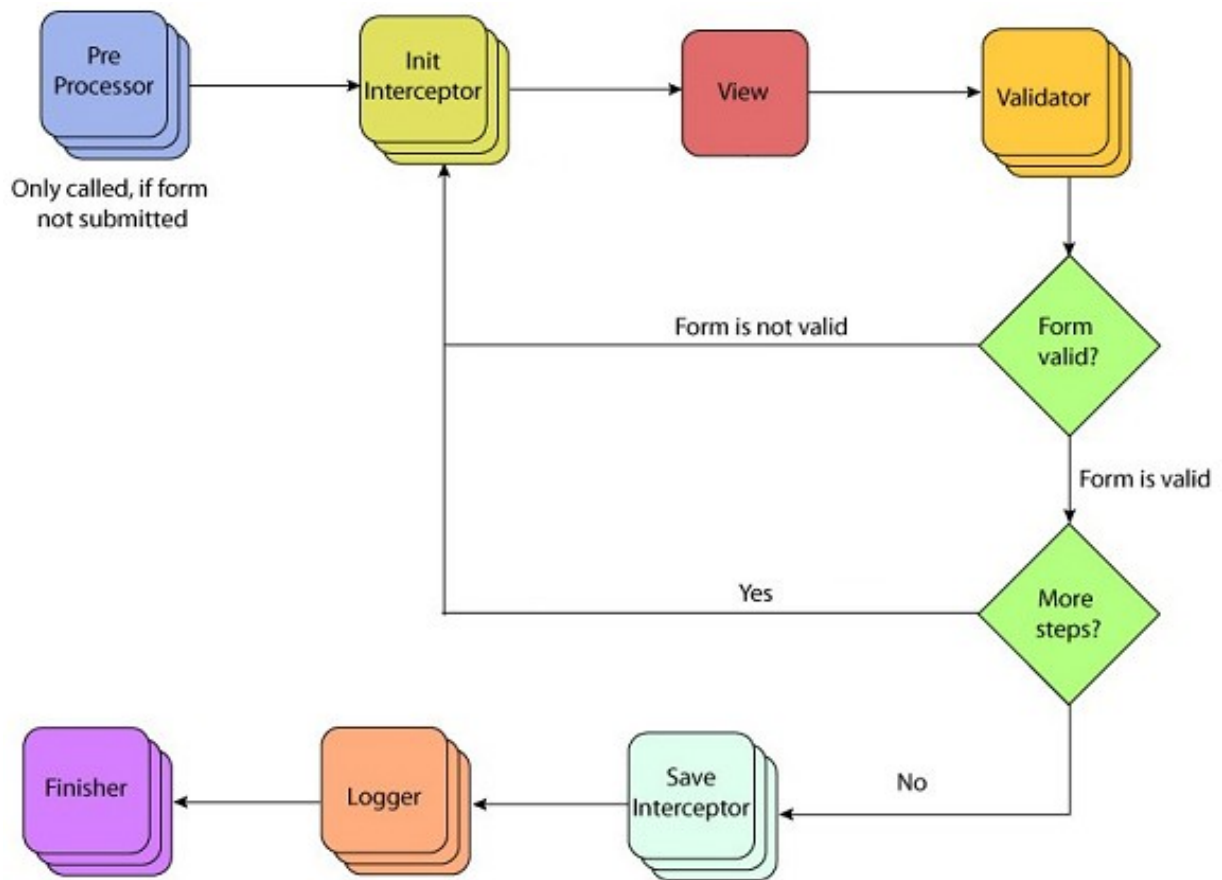 Pre
Processor
Init
Interceptor
View
Validator
Only called, if form
not submitted
Form is not valid
Form
valid?
Form is valid
Yes
More
steps?
Finisher
Logger
Save
Interceptor
No